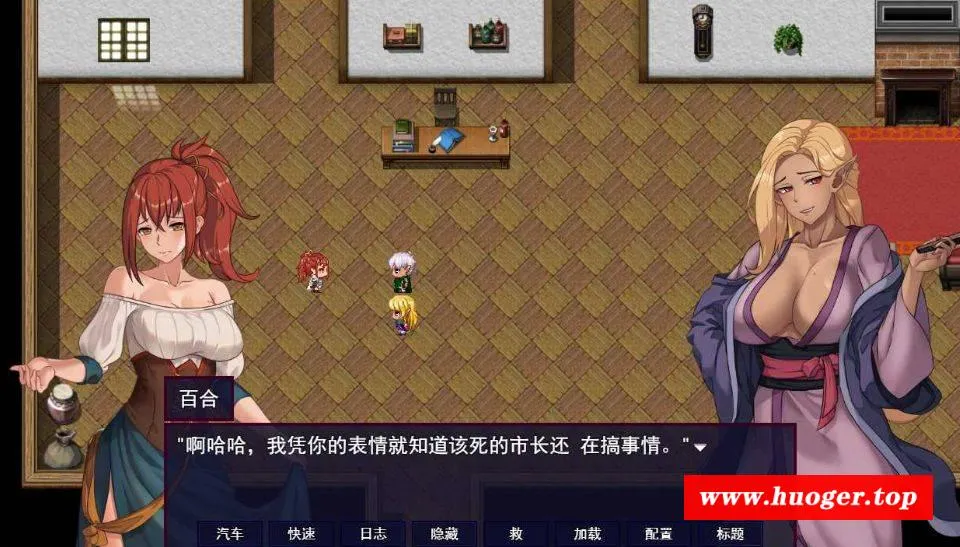 百合
"啊哈哈，我凭你的表情就知道该死的市长还 在搞事情。"
www.huoger.top
汽车 快速 日志 隐藏 救 加载 配置 标题